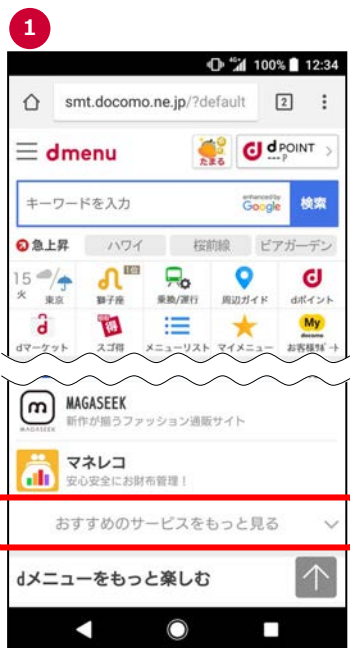 1
4G 100% 12:34
smt.docomo.ne.jp/?default 2
dmenu たまる d POINT ---P
キーワードを入力 enhanced by Google 検索
急上昇 ハワイ 桜前線 ビアガーデン
15
火 東京 獅子座 乗換/運行 周辺ガイド dポイント
得 My docomo
dマーケット スゴ得 メニューリスト マイメニュー お客様ｻﾎﾟｰﾄ
m MAGASEEK
MAGASEEK 新作が揃うファッション通販サイト
マネレコ
安心安全にお財布管理！
おすすめのサービスをもっと見る
dメニューをもっと楽しむ